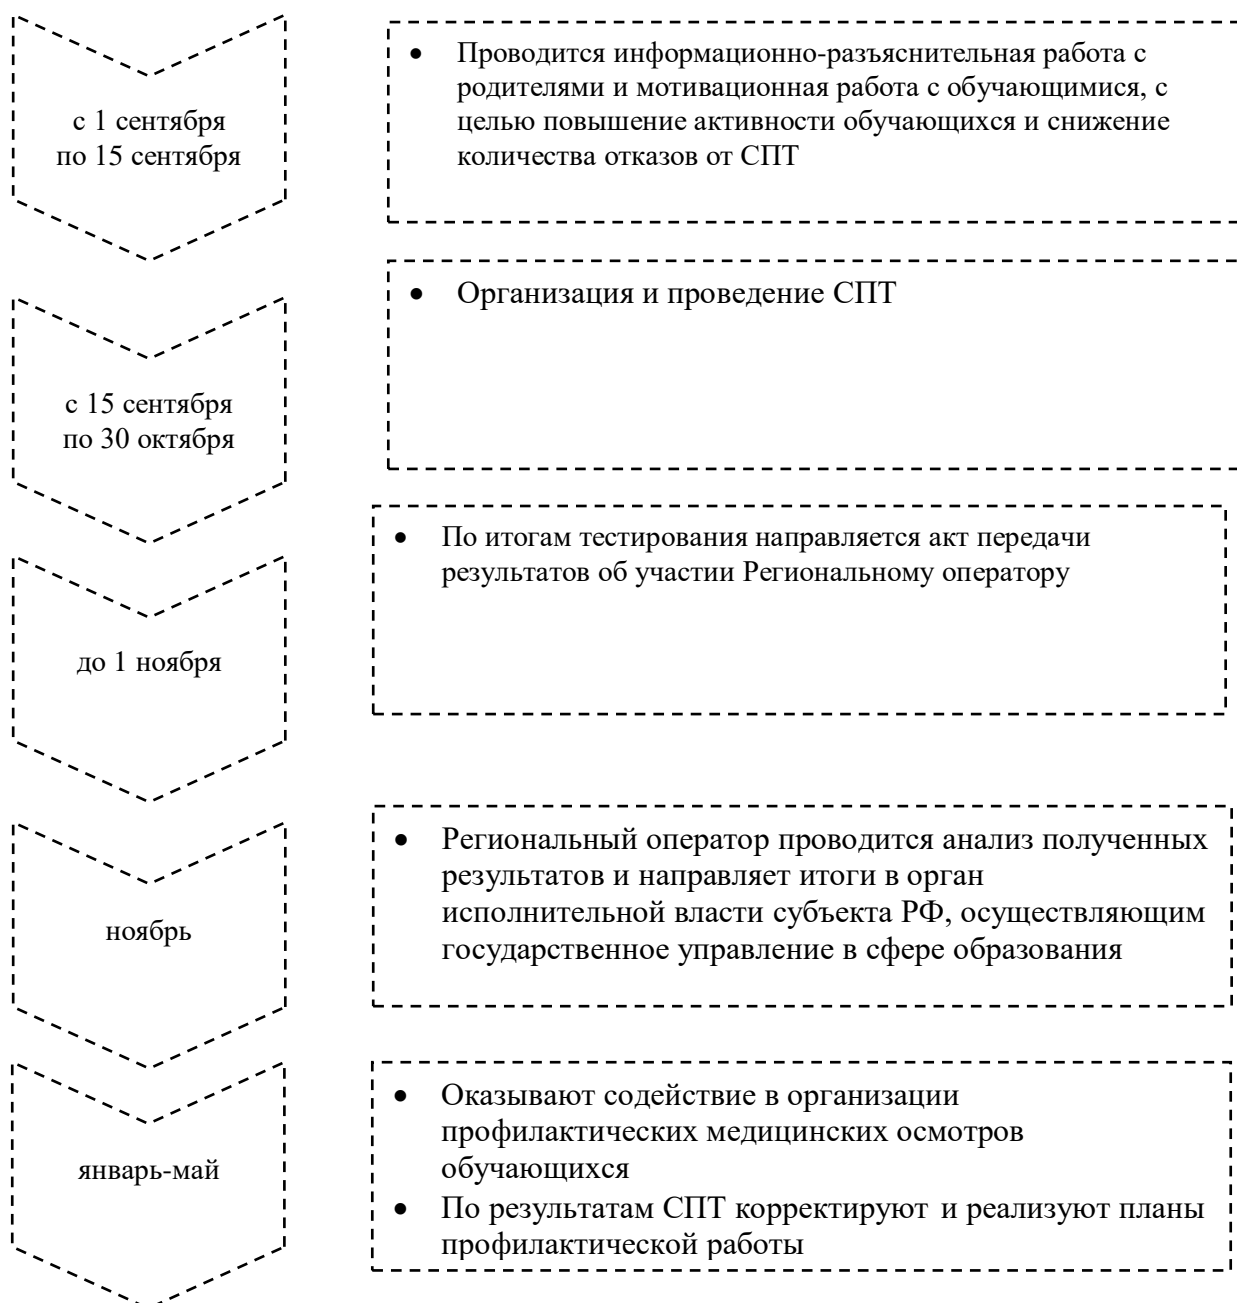 с 1 сентября
по 15 сентября
• Проводится информационно-разъяснительная работа с
родителями и мотивационная работа с обучающимися, с
целью повышение активности обучающихся и снижение
количества отказов от СПТ
с 15 сентября
по 30 октября
• Организация и проведение СПТ
до 1 ноября
• По итогам тестирования направляется акт передачи
результатов об участии Региональному оператору
ноябрь
• Региональный оператор проводится анализ полученных
результатов и направляет итоги в орган
исполнительной власти субъекта РФ, осуществляющим
государственное управление в сфере образования
январь-май
• Оказывают содействие в организации
профилактических медицинских осмотров
обучающихся
• По результатам СПТ корректируют и реализуют планы
профилактической работы